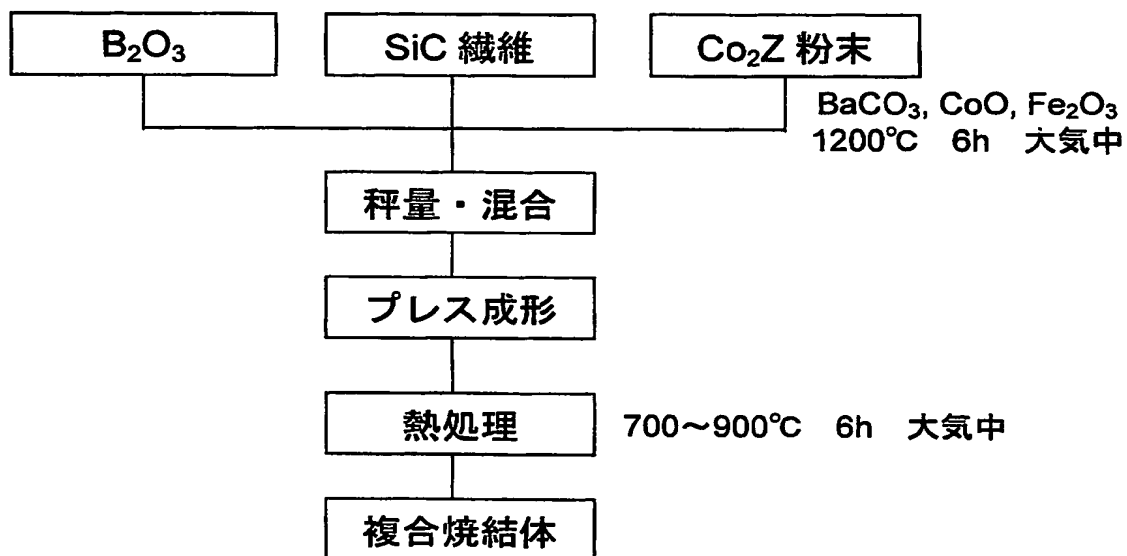 B₂O₃
SiC 繊維
Co₂Z 粉末
BaCO₃, CoO, Fe₂O₃
1200℃ 6h 大気中
秤量・混合
プレス成形
熱処理
700～900℃ 6h 大気中
複合焼結体